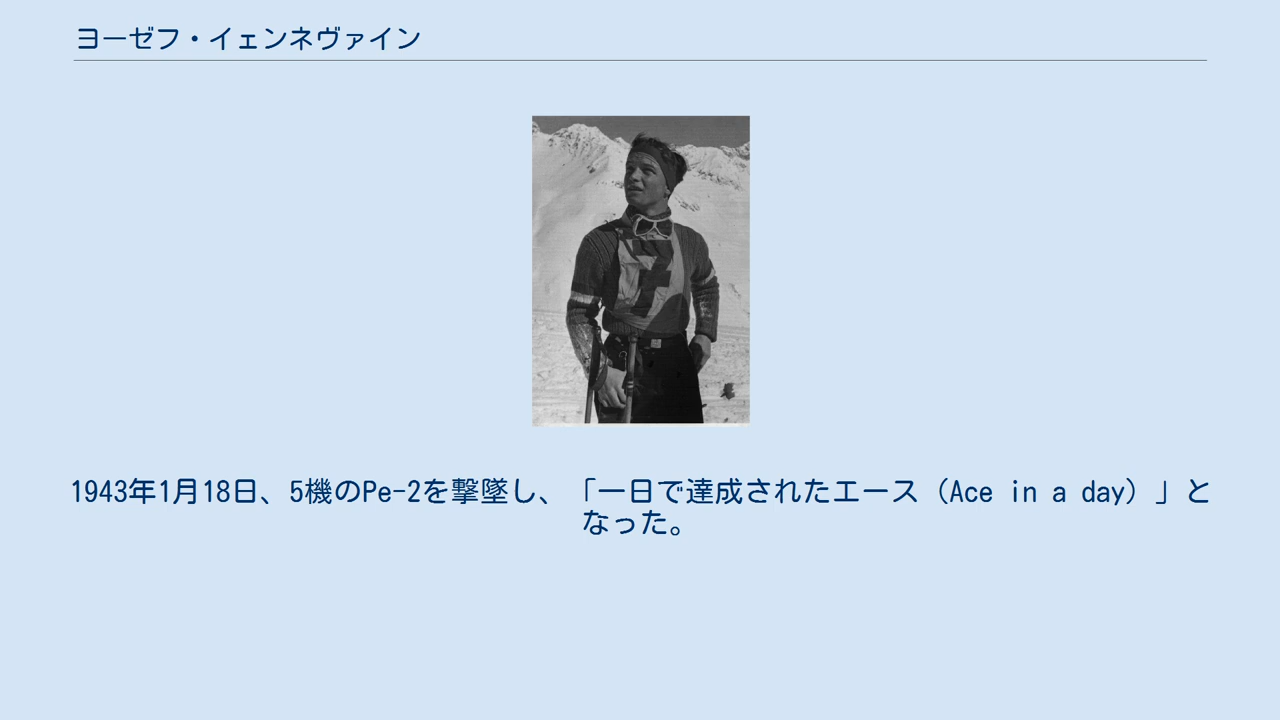 ヨーゼフ・イェンネヴァイン
7
1943年1月18日、5機のPe-2を撃墜し、「一日で達成されたエース（Ace in a day）」と
なった。